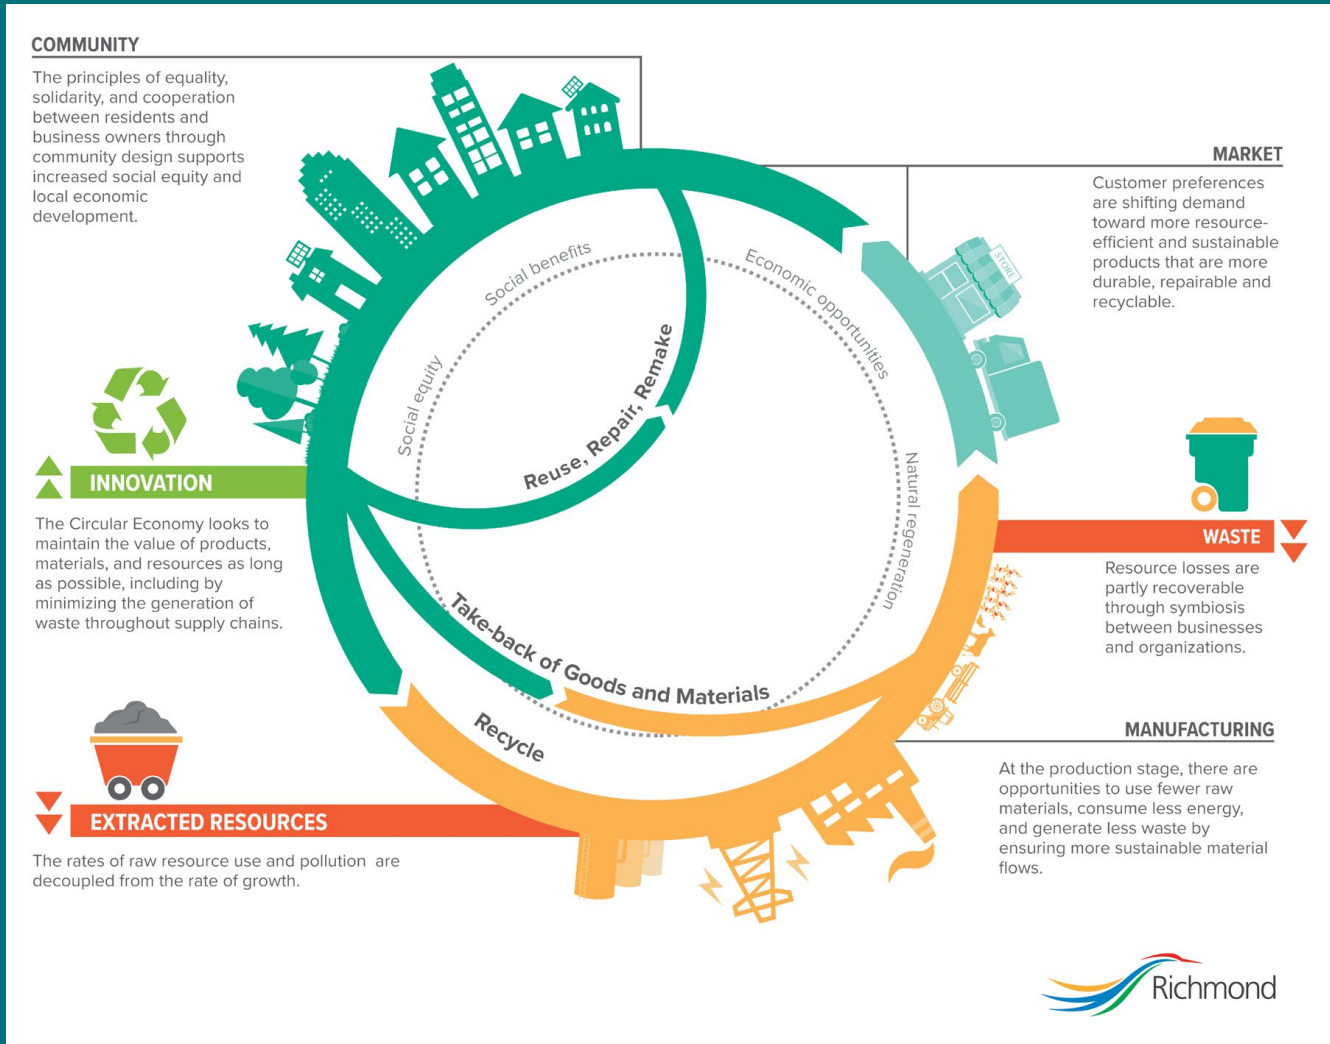 COMMUNITY
The principles of equality,
solidarity, and cooperation
between residents and
business owners through
community design supports
increased social equity and
local economic
development.
MARKET
Customer preferences
are shifting demand
toward more resource-
efficient and sustainable
products that are more
durable, repairable and
recyclable.
STORE
Social benefits
Economic opportunities
Social equity
Natural regeneration
Reuse, Repair, Remake
Take-back of Goods and Materials
Recycle
INNOVATION
The Circular Economy looks to
maintain the value of products,
materials, and resources as long
as possible, including by
minimizing the generation of
waste throughout supply chains.
WASTE
Resource losses are
partly recoverable
through symbiosis
between businesses
and organizations.
EXTRACTED RESOURCES
The rates of raw resource use and pollution are
decoupled from the rate of growth.
MANUFACTURING
At the production stage, there are
opportunities to use fewer raw
materials, consume less energy,
and generate less waste by
ensuring more sustainable material
flows.
Richmond